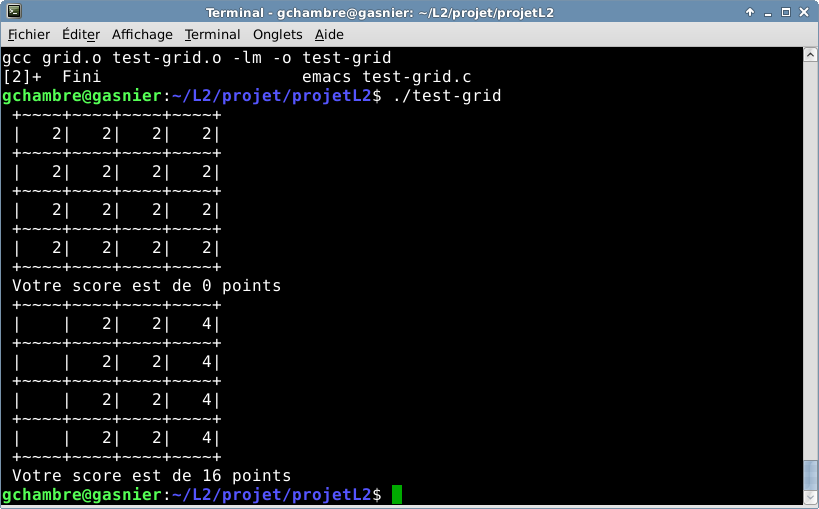 Terminal - gchambre@gasnier: ~/L2/projet/projetL2
Fichier Éditer Affichage Terminal Onglets Aide
gcc grid.o test-grid.o -lm -o test-grid
[2]+  Fini                    emacs test-grid.c
gchambre@gasnier:~/L2/projet/projetL2$ ./test-grid
 +~~~~+~~~~+~~~~+~~~~+
 |   2|   2|   2|   2|
 +~~~~+~~~~+~~~~+~~~~+
 |   2|   2|   2|   2|
 +~~~~+~~~~+~~~~+~~~~+
 |   2|   2|   2|   2|
 +~~~~+~~~~+~~~~+~~~~+
 |   2|   2|   2|   2|
 +~~~~+~~~~+~~~~+~~~~+
 Votre score est de 0 points
 +~~~~+~~~~+~~~~+~~~~+
 |    |   2|   2|   4|
 +~~~~+~~~~+~~~~+~~~~+
 |    |   2|   2|   4|
 +~~~~+~~~~+~~~~+~~~~+
 |    |   2|   2|   4|
 +~~~~+~~~~+~~~~+~~~~+
 |    |   2|   2|   4|
 +~~~~+~~~~+~~~~+~~~~+
 Votre score est de 16 points
gchambre@gasnier:~/L2/projet/projetL2$